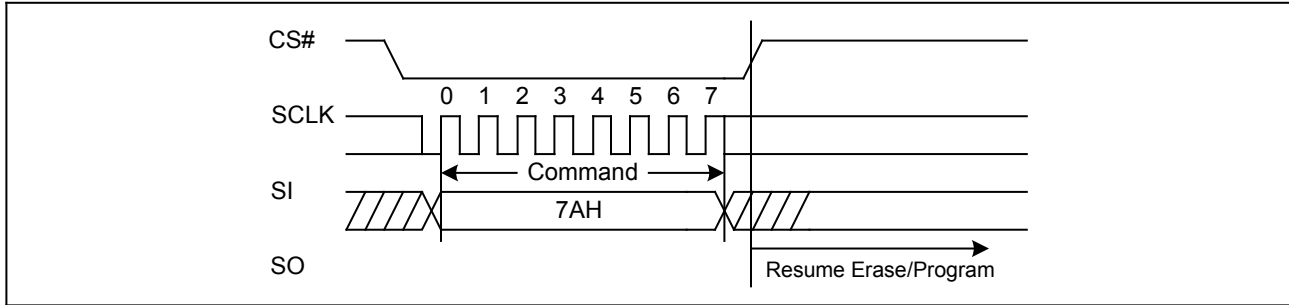 CS#
0 1 2 3 4 5 6 7
SCLK
Command
SI
7AH
SO
Resume Erase/Program